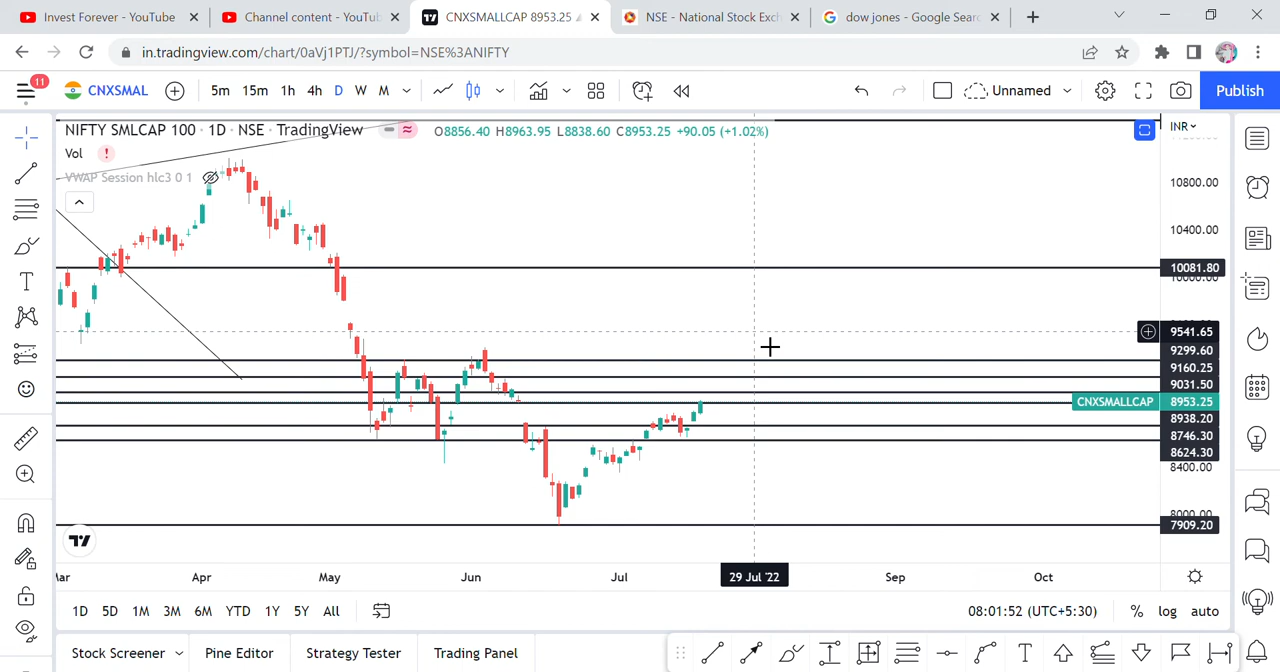 Invest Forever - YouTube
Channel content - YouTu
CNXSMALLCAP 8953.25
NSE - National Stock Exch
dow jones - Google Sear
in.tradingview.com/chart/0aVj1PTJ/?symbol=NSE%3ANIFTY
11
CNXSMAL
5m 15m 1h 4h D W M
Unnamed
Publish
NIFTY SMLCAP 100 · 1D · NSE · TradingView
O8856.40 H8963.95 L8838.60 C8953.25 +90.05 (+1.02%)
INR
Vol
VWAP Session hlc3 0 1
10800.00
10400.00
10081.80
10000.00
9541.65
9299.60
9160.25
9031.50
CNXSMALLCAP 8953.25
8938.20
8746.30
8624.30
8400.00
8000.00
7909.20
Mar Apr May Jun Jul 29 Jul '22 Sep Oct
1D 5D 1M 3M 6M YTD 1Y 5Y All
08:01:52 (UTC+5:30) % log auto
Stock Screener Pine Editor Strategy Tester Trading Panel